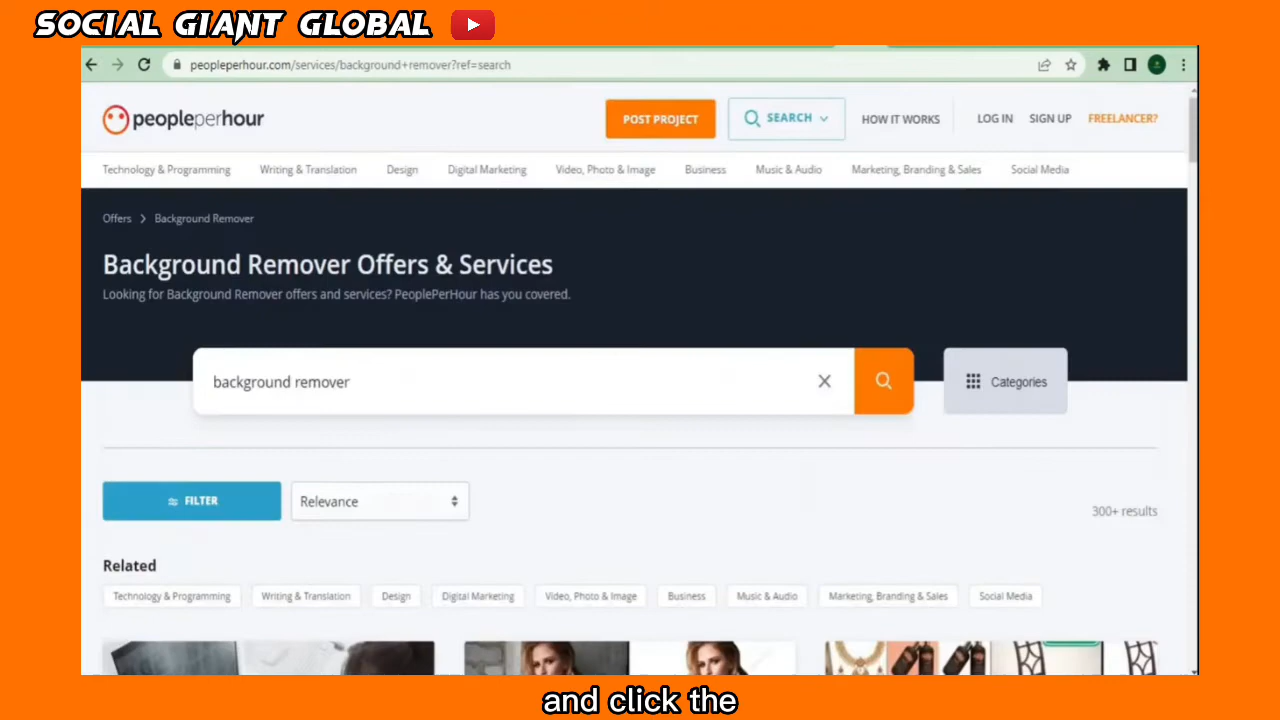 SOCIAL GIANT GLOBAL
peopleperhour.com/services/background+remover?ref=search
peopleperhour
POST PROJECT
SEARCH
HOW IT WORKS
LOG IN
SIGN UP
FREELANCER?
Technology & Programming
Writing & Translation
Design
Digital Marketing
Video, Photo & Image
Business
Music & Audio
Marketing, Branding & Sales
Social Media
Offers > Background Remover
Background Remover Offers & Services
Looking for Background Remover offers and services? PeoplePerHour has you covered.
background remover
Categories
FILTER
Relevance
300+ results
Related
Technology & Programming
Writing & Translation
Design
Digital Marketing
Video, Photo & Image
Business
Music & Audio
Marketing, Branding & Sales
Social Media
and click the